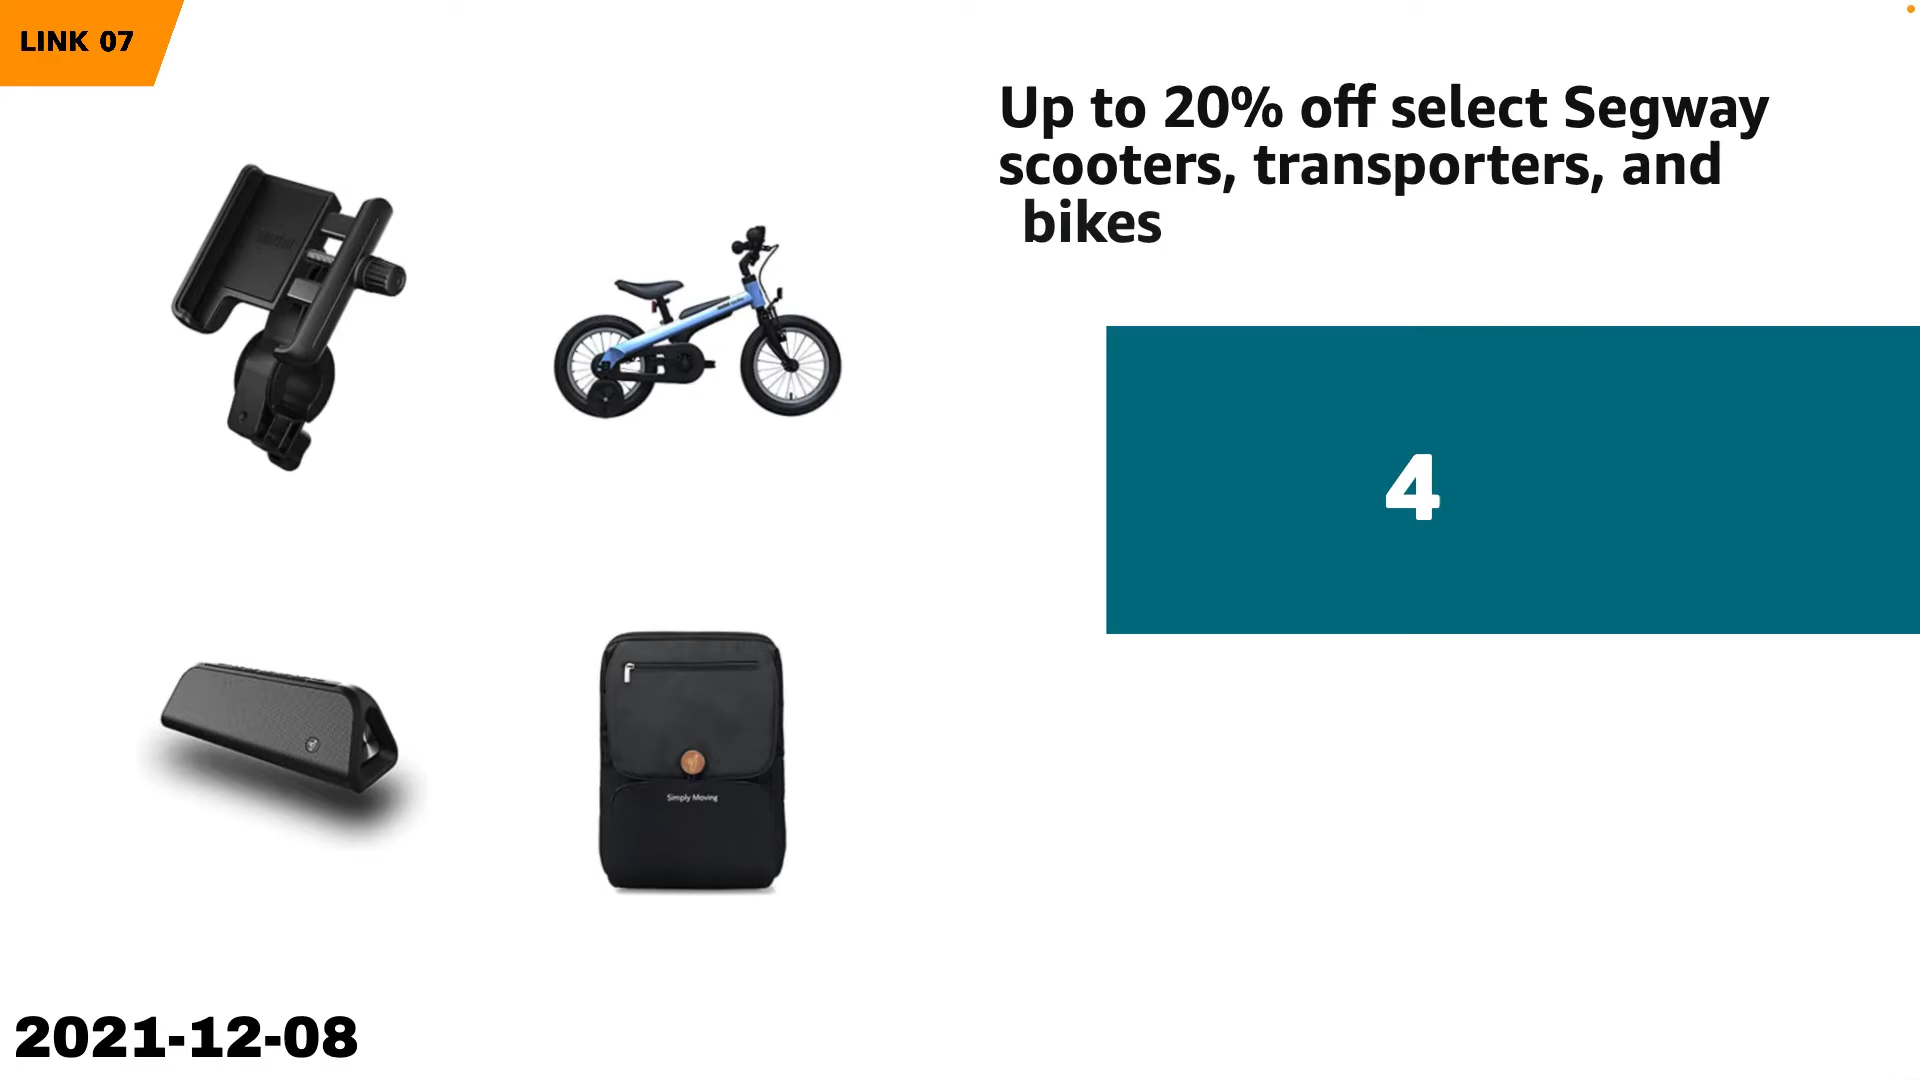 LINK 07
Up to 20% off select Segway
scooters, transporters, and
bikes
4
Simply Moving
2021-12-08